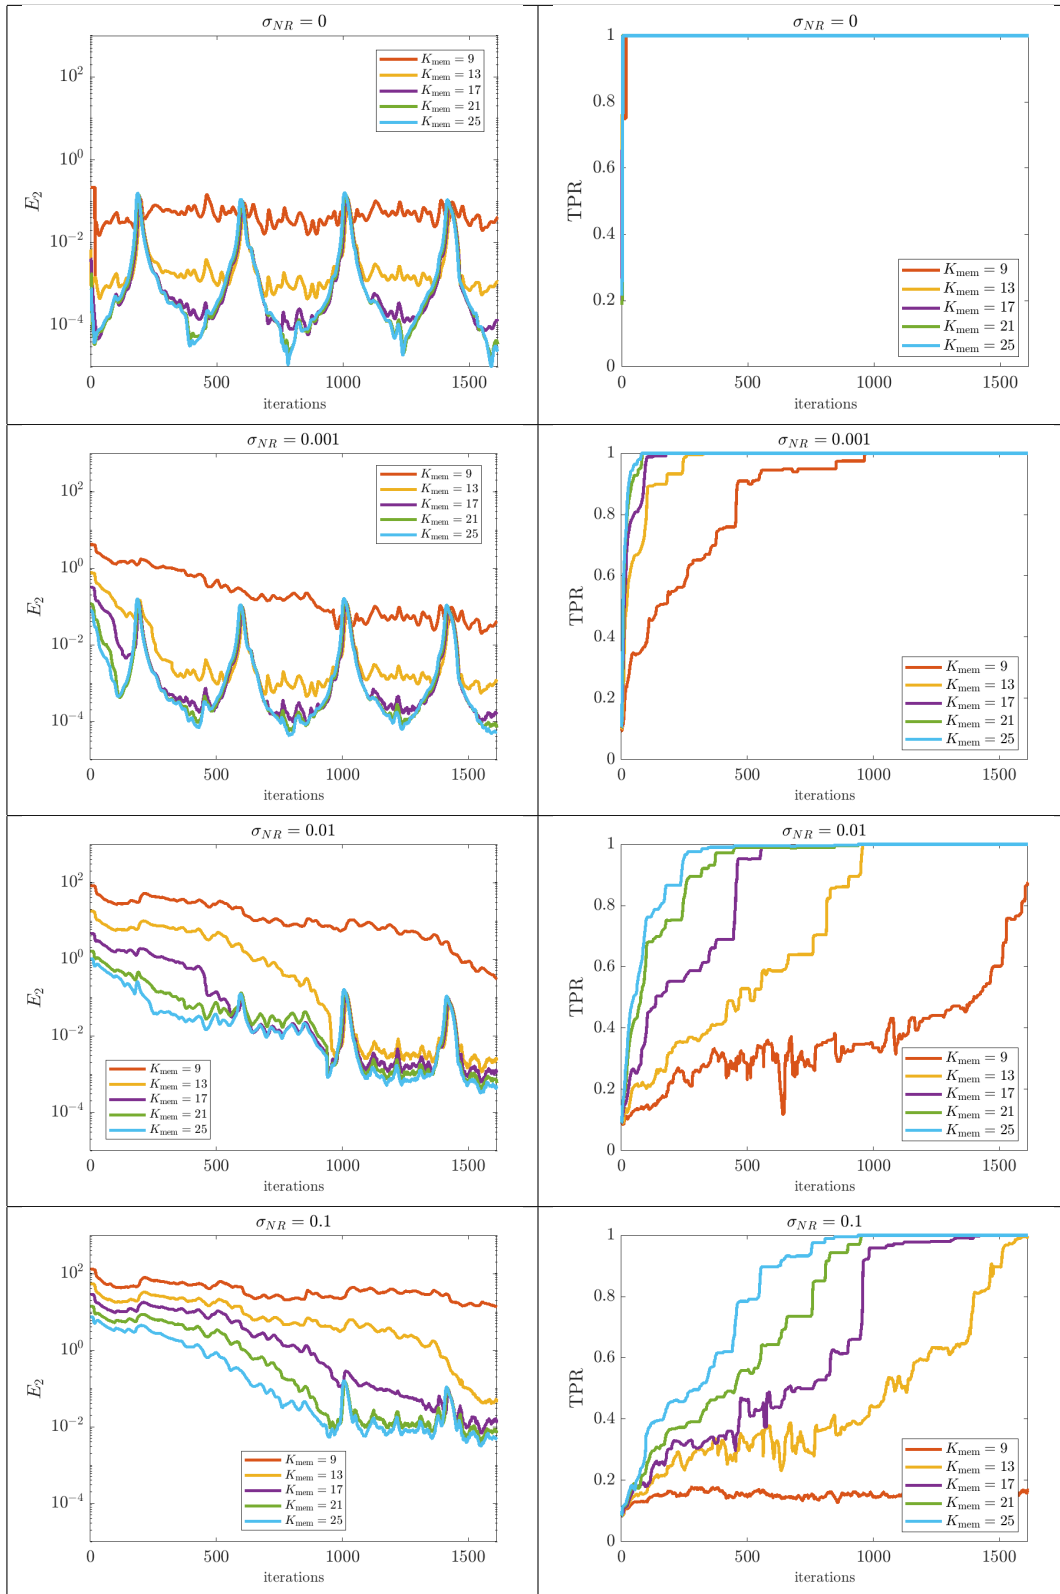 σ_NR = 0
10^2
10^0
10^-2
10^-4
E_2
0 500 1000 1500
iterations
K_mem = 9
K_mem = 13
K_mem = 17
K_mem = 21
K_mem = 25
σ_NR = 0
1
0.8
0.6
0.4
0.2
0
TPR
0 500 1000 1500
iterations
K_mem = 9
K_mem = 13
K_mem = 17
K_mem = 21
K_mem = 25
σ_NR = 0.001
10^2
10^0
10^-2
10^-4
E_2
0 500 1000 1500
iterations
K_mem = 9
K_mem = 13
K_mem = 17
K_mem = 21
K_mem = 25
σ_NR = 0.001
1
0.8
0.6
0.4
0.2
0
TPR
0 500 1000 1500
iterations
K_mem = 9
K_mem = 13
K_mem = 17
K_mem = 21
K_mem = 25
σ_NR = 0.01
10^2
10^0
10^-2
10^-4
E_2
0 500 1000 1500
iterations
K_mem = 9
K_mem = 13
K_mem = 17
K_mem = 21
K_mem = 25
σ_NR = 0.01
1
0.8
0.6
0.4
0.2
0
TPR
0 500 1000 1500
iterations
K_mem = 9
K_mem = 13
K_mem = 17
K_mem = 21
K_mem = 25
σ_NR = 0.1
10^2
10^0
10^-2
10^-4
E_2
0 500 1000 1500
iterations
K_mem = 9
K_mem = 13
K_mem = 17
K_mem = 21
K_mem = 25
σ_NR = 0.1
1
0.8
0.6
0.4
0.2
0
TPR
0 500 1000 1500
iterations
K_mem = 9
K_mem = 13
K_mem = 17
K_mem = 21
K_mem = 25